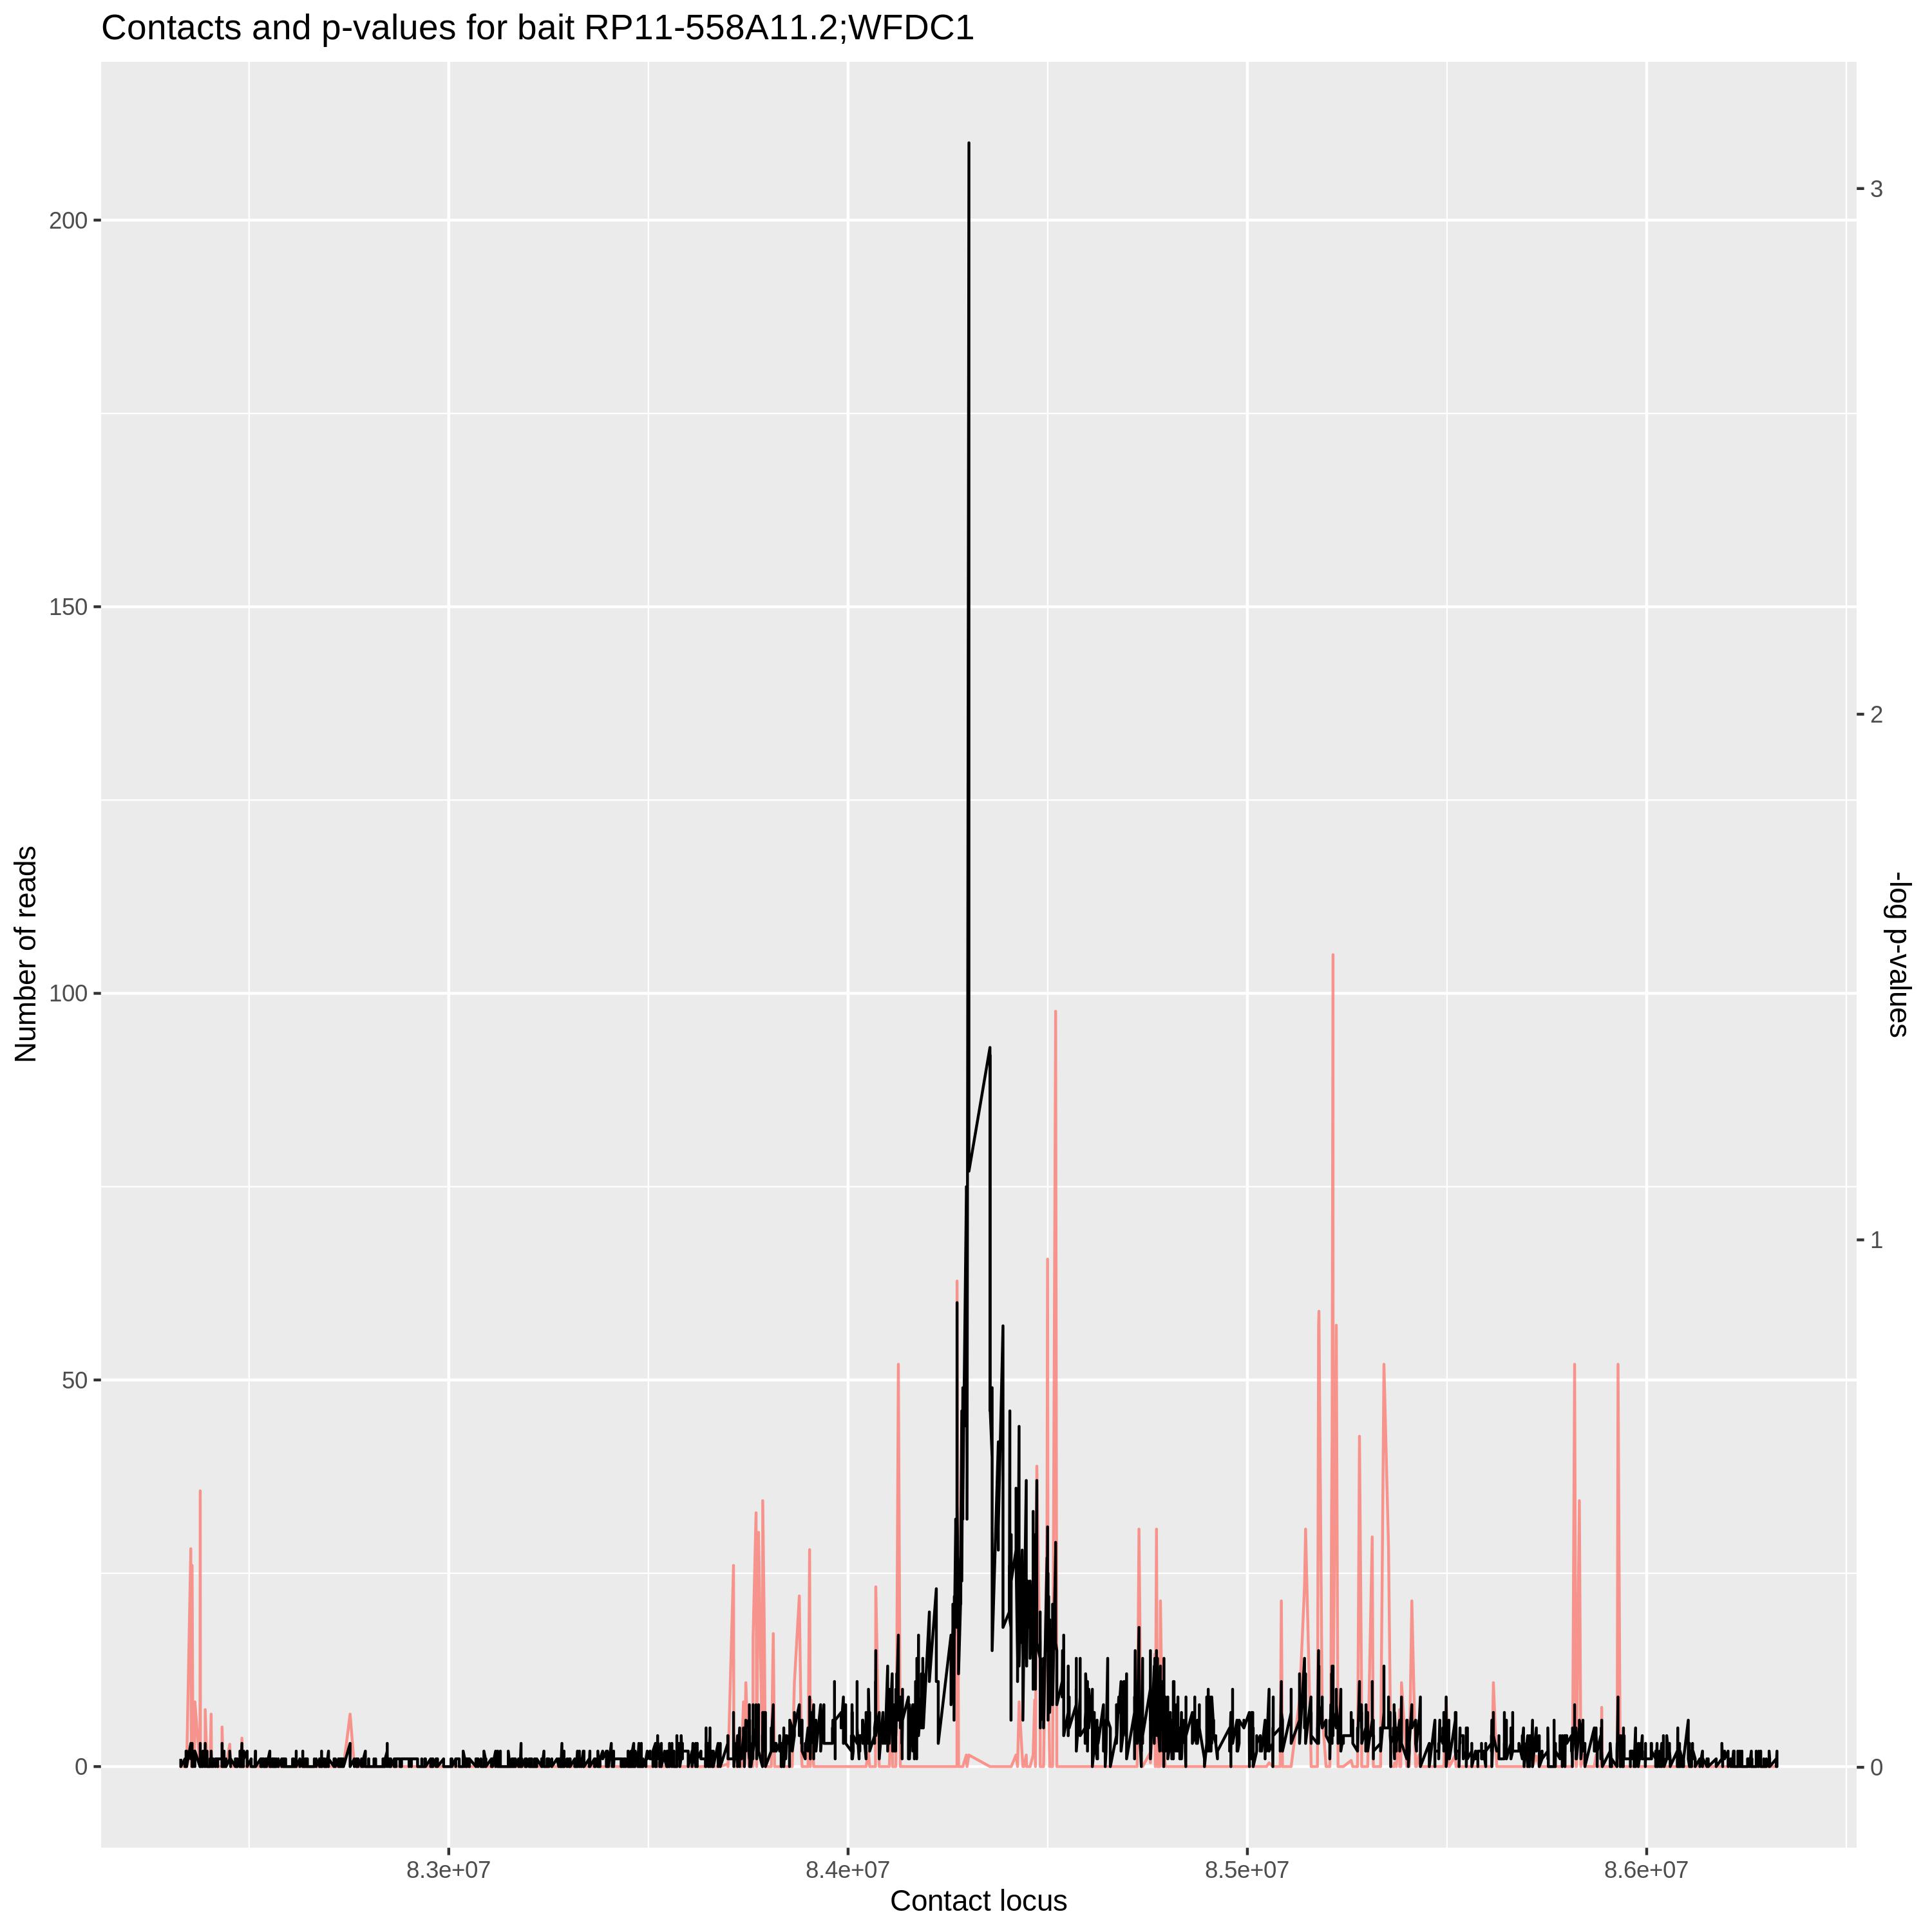 Contacts and p-values for bait RP11-558A11.2;WFDC1
200
150
100
50
0
Number of reads
3
2
1
0
-log p-values
8.3e+07 8.4e+07 8.5e+07 8.6e+07
Contact locus